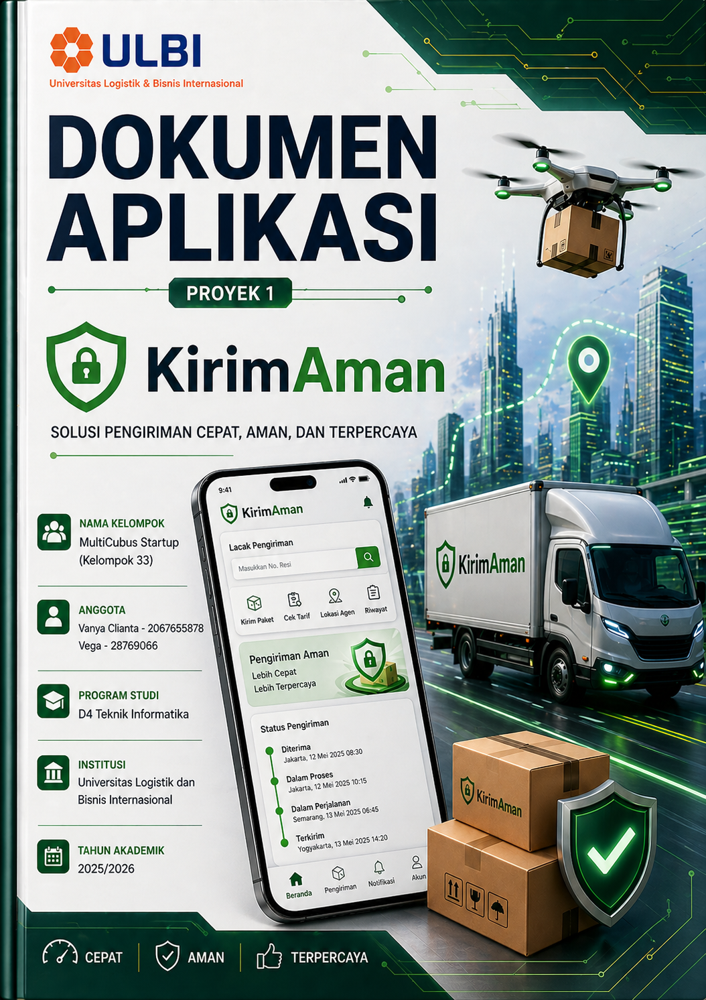 ULBI
Universitas Logistik & Bisnis Internasional
DOKUMEN
APLIKASI
PROYEK 1
KirimAman
SOLUSI PENGIRIMAN CEPAT, AMAN, DAN TERPERCAYA
NAMA KELOMPOK
MultiCubus Startup
(Kelompok 33)
ANGGOTA
Vanya Clianta - 2067655878
Vega - 28769066
PROGRAM STUDI
D4 Teknik Informatika
INSTITUSI
Universitas Logistik dan
Bisnis Internasional
TAHUN AKADEMIK
2025/2026
9:41
KirimAman
Lacak Pengiriman
Masukkan No. Resi
Kirim Paket
Cek Tarif
Lokasi Agen
Riwayat
Pengiriman Aman
Lebih Cepat
Lebih Terpercaya
Status Pengiriman
Diterima
Jakarta, 12 Mei 2025 08:30
Dalam Proses
Jakarta, 12 Mei 2025 10:15
Dalam Perjalanan
Semarang, 13 Mei 2025 06:45
Terkirim
Yogyakarta, 13 Mei 2025 14:20
Beranda
Pengiriman
Notifikasi
Akun
KirimAman
KirimAman
CEPAT
AMAN
TERPERCAYA